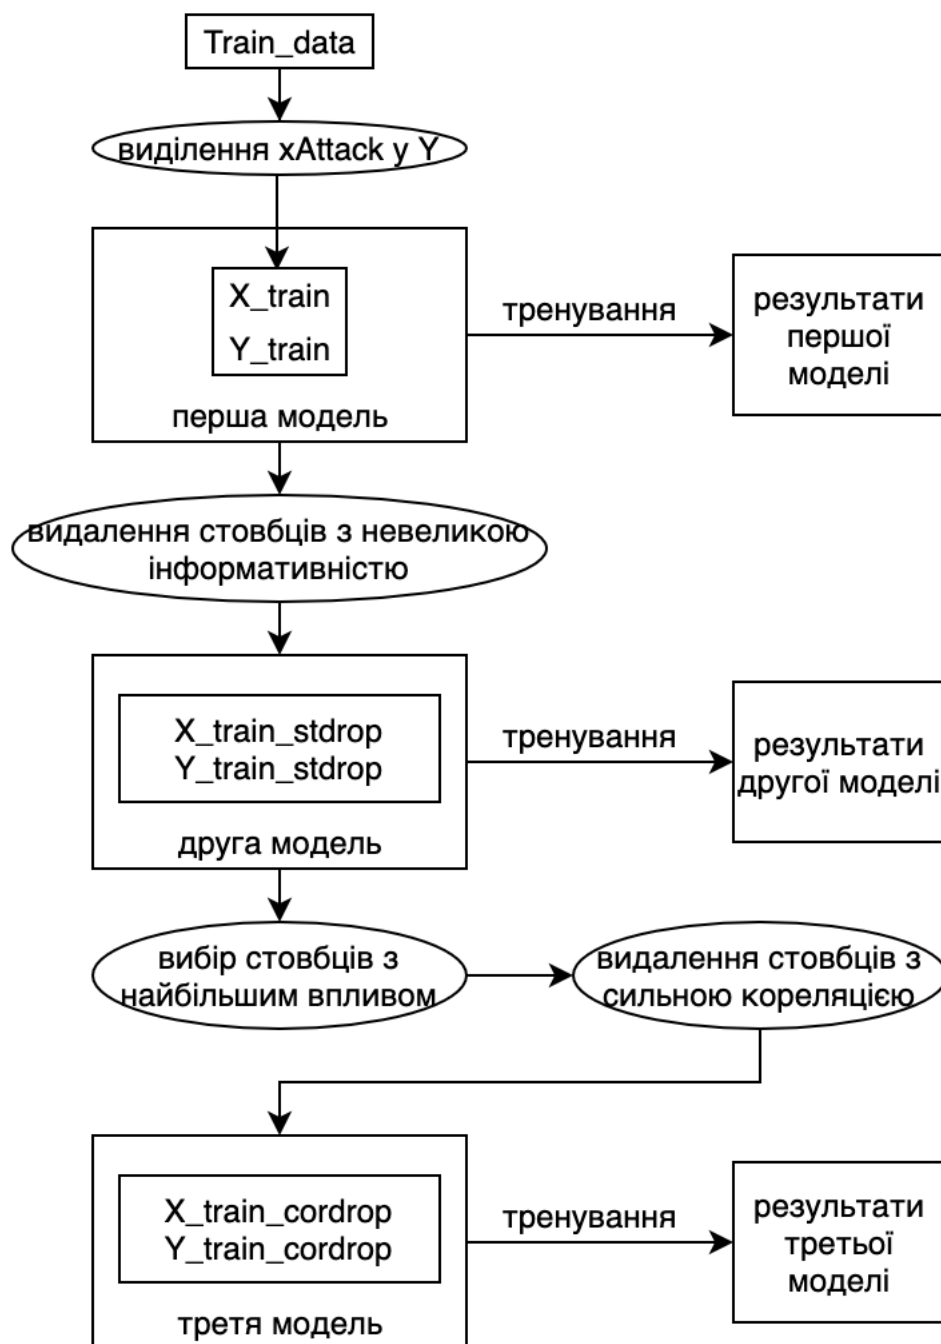 Train_data
виділення xAttack у Y
X_train
Y_train
перша модель
тренування
результати
першої
моделі
видалення стовбців з невеликою
інформативністю
X_train_stdrop
Y_train_stdrop
друга модель
тренування
результати
другої моделі
вибір стовбців з
найбільшим впливом
видалення стовбців з
сильною кореляцією
X_train_cordrop
Y_train_cordrop
третя модель
тренування
результати
третьої
моделі